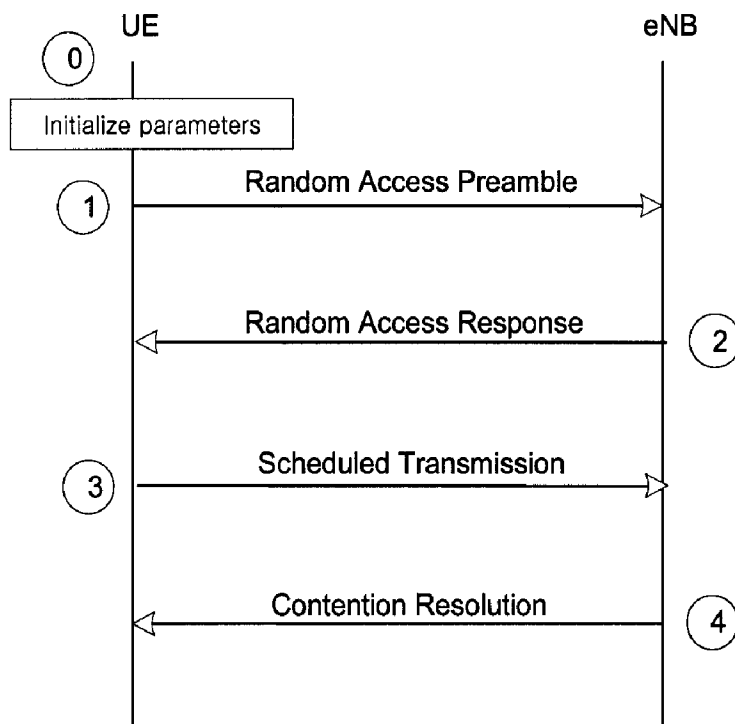 UE eNB
0
Initialize parameters
Random Access Preamble
1
Random Access Response
2
Scheduled Transmission
3
Contention Resolution
4